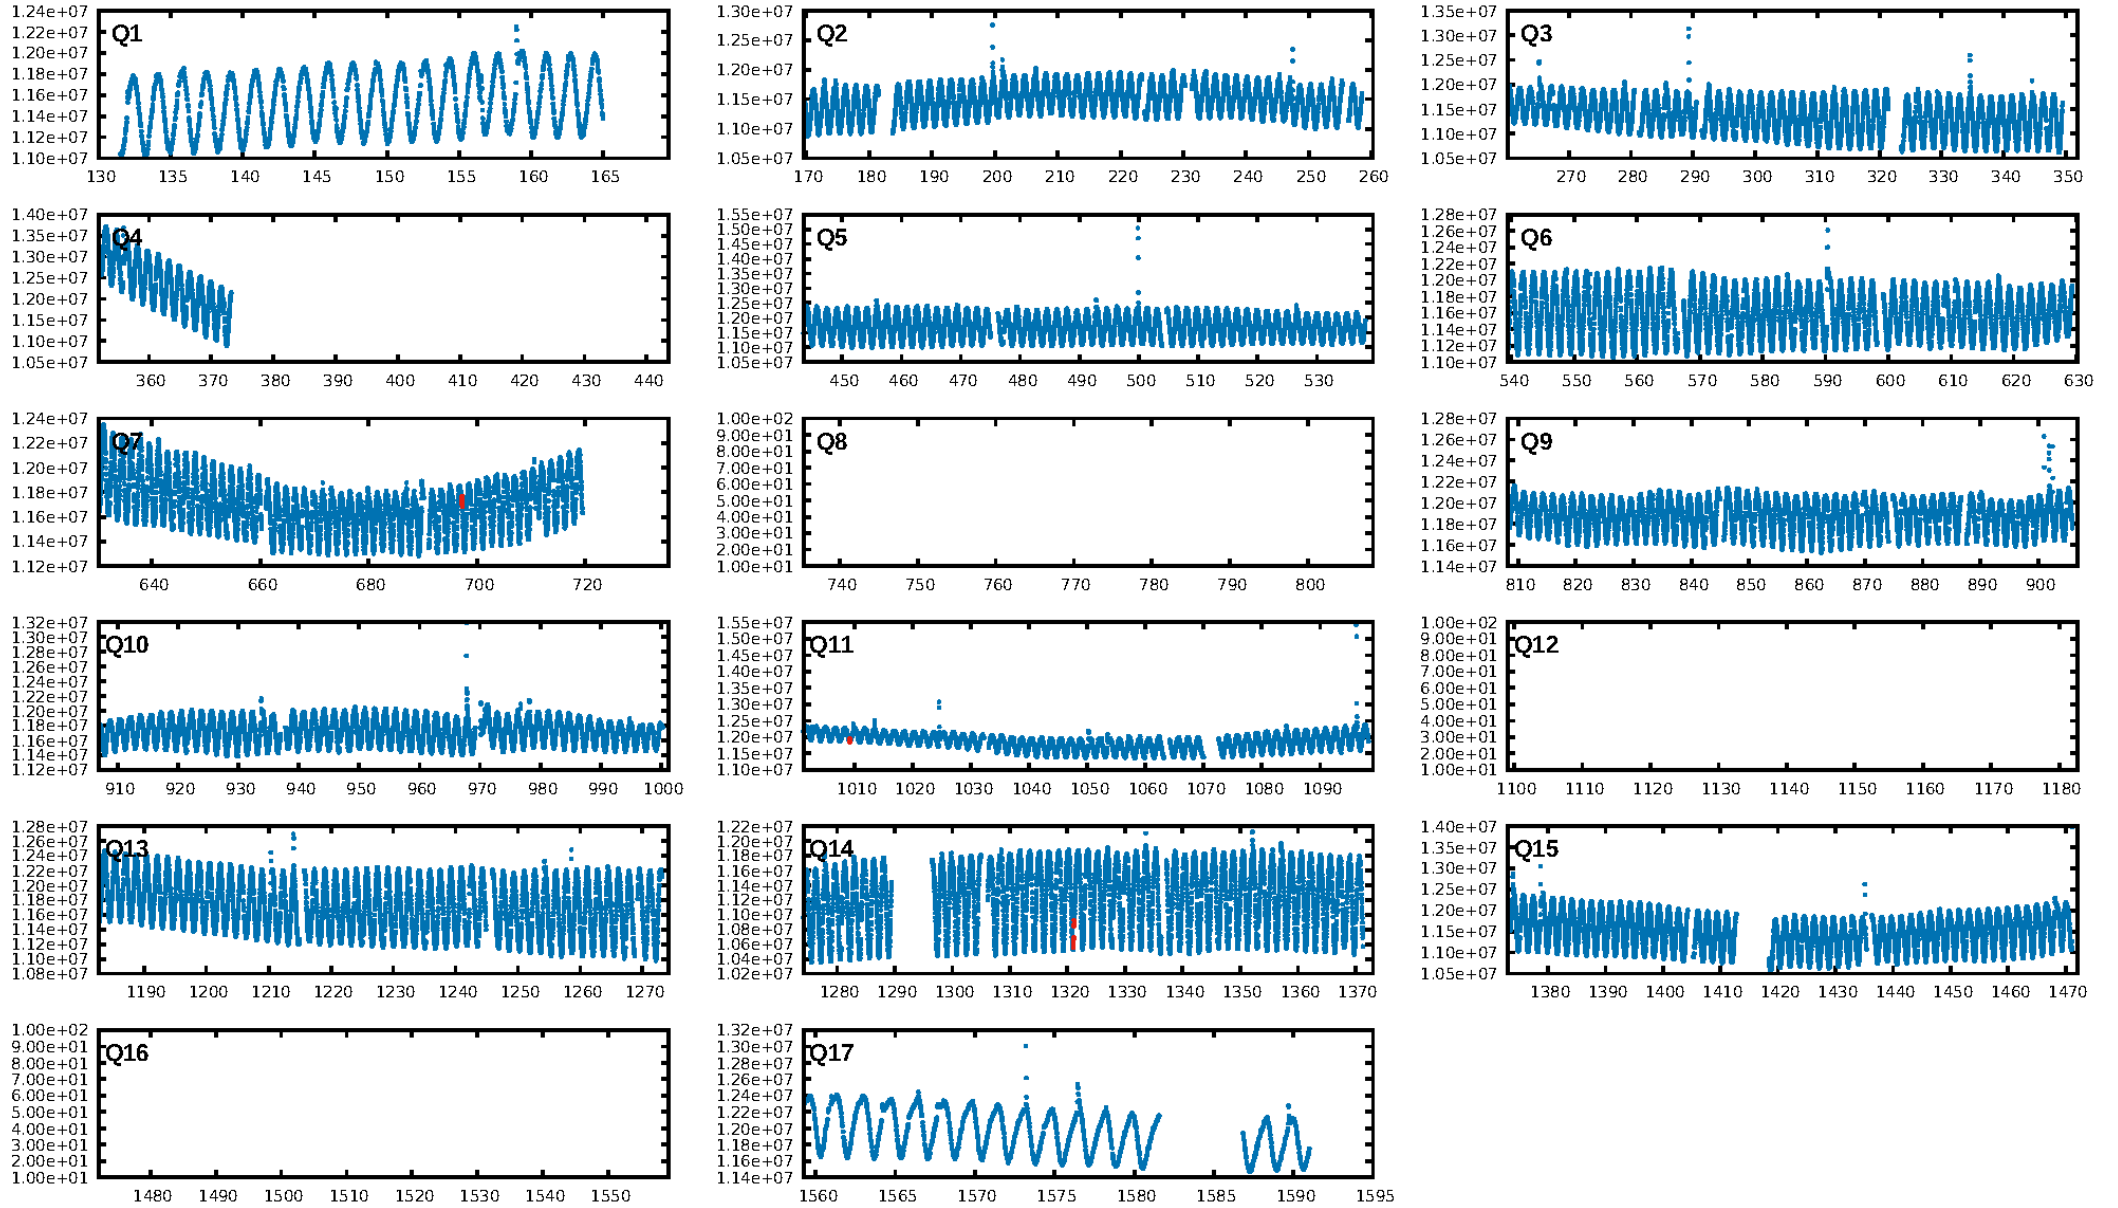 Q1
1.24e+07
1.22e+07
1.20e+07
1.18e+07
1.16e+07
1.14e+07
1.12e+07
1.10e+07
130 135 140 145 150 155 160 165
Q2
1.30e+07
1.25e+07
1.20e+07
1.15e+07
1.10e+07
1.05e+07
170 180 190 200 210 220 230 240 250 260
Q3
1.35e+07
1.30e+07
1.25e+07
1.20e+07
1.15e+07
1.10e+07
1.05e+07
270 280 290 300 310 320 330 340 350
Q4
1.40e+07
1.35e+07
1.30e+07
1.25e+07
1.20e+07
1.15e+07
1.10e+07
1.05e+07
360 370 380 390 400 410 420 430 440
Q5
1.55e+07
1.50e+07
1.45e+07
1.40e+07
1.35e+07
1.30e+07
1.25e+07
1.20e+07
1.15e+07
1.10e+07
1.05e+07
450 460 470 480 490 500 510 520 530
Q6
1.28e+07
1.26e+07
1.24e+07
1.22e+07
1.20e+07
1.18e+07
1.16e+07
1.14e+07
1.12e+07
1.10e+07
540 550 560 570 580 590 600 610 620 630
Q7
1.24e+07
1.22e+07
1.20e+07
1.18e+07
1.16e+07
1.14e+07
1.12e+07
640 660 680 700 720
Q8
1.00e+02
9.00e+01
8.00e+01
7.00e+01
6.00e+01
5.00e+01
4.00e+01
3.00e+01
2.00e+01
1.00e+01
740 750 760 770 780 790 800
Q9
1.28e+07
1.26e+07
1.24e+07
1.22e+07
1.20e+07
1.18e+07
1.16e+07
1.14e+07
810 820 830 840 850 860 870 880 890 900
Q10
1.32e+07
1.30e+07
1.28e+07
1.26e+07
1.24e+07
1.22e+07
1.20e+07
1.18e+07
1.16e+07
1.14e+07
1.12e+07
910 920 930 940 950 960 970 980 990 1000
Q11
1.55e+07
1.50e+07
1.45e+07
1.40e+07
1.35e+07
1.30e+07
1.25e+07
1.20e+07
1.15e+07
1.10e+07
1010 1020 1030 1040 1050 1060 1070 1080 1090
Q12
1.00e+02
9.00e+01
8.00e+01
7.00e+01
6.00e+01
5.00e+01
4.00e+01
3.00e+01
2.00e+01
1.00e+01
1100 1110 1120 1130 1140 1150 1160 1170 1180
Q13
1.28e+07
1.26e+07
1.24e+07
1.22e+07
1.20e+07
1.18e+07
1.16e+07
1.14e+07
1.12e+07
1.10e+07
1.08e+07
1190 1200 1210 1220 1230 1240 1250 1260 1270
Q14
1.22e+07
1.20e+07
1.18e+07
1.16e+07
1.14e+07
1.12e+07
1.10e+07
1.08e+07
1.06e+07
1.04e+07
1.02e+07
1280 1290 1300 1310 1320 1330 1340 1350 1360 1370
Q15
1.40e+07
1.35e+07
1.30e+07
1.25e+07
1.20e+07
1.15e+07
1.10e+07
1.05e+07
1380 1390 1400 1410 1420 1430 1440 1450 1460 1470
Q16
1.00e+02
9.00e+01
8.00e+01
7.00e+01
6.00e+01
5.00e+01
4.00e+01
3.00e+01
2.00e+01
1.00e+01
1480 1490 1500 1510 1520 1530 1540 1550
Q17
1.32e+07
1.30e+07
1.28e+07
1.26e+07
1.24e+07
1.22e+07
1.20e+07
1.18e+07
1.16e+07
1.14e+07
1560 1565 1570 1575 1580 1585 1590 1595